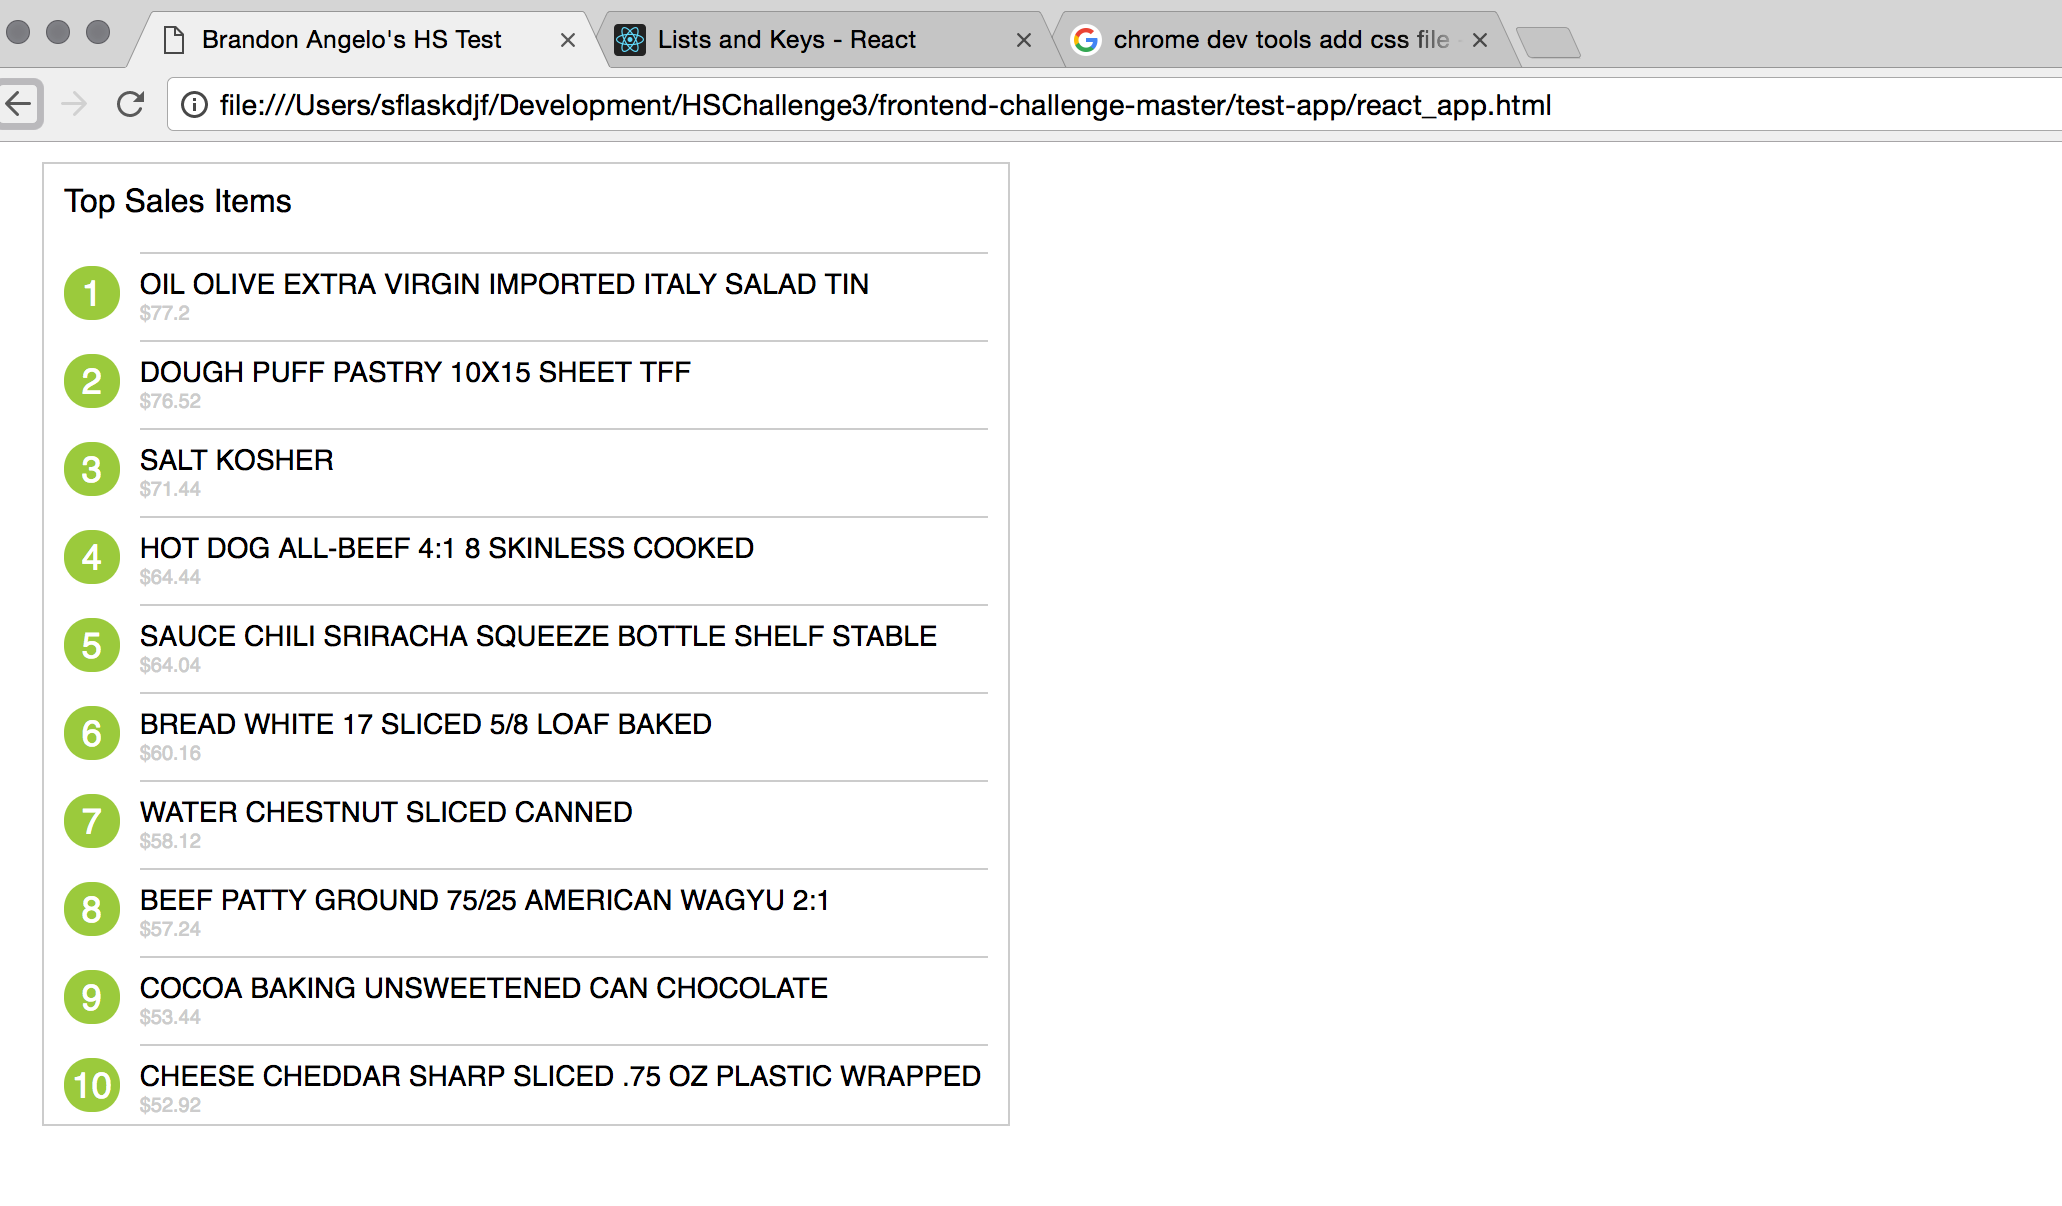 Brandon Angelo's HS Test
Lists and Keys - React
chrome dev tools add css file -
file:///Users/sflaskdjf/Development/HSChallenge3/frontend-challenge-master/test-app/react_app.html
Top Sales Items
1 OIL OLIVE EXTRA VIRGIN IMPORTED ITALY SALAD TIN
$77.2
2 DOUGH PUFF PASTRY 10X15 SHEET TFF
$76.52
3 SALT KOSHER
$71.44
4 HOT DOG ALL-BEEF 4:1 8 SKINLESS COOKED
$64.44
5 SAUCE CHILI SRIRACHA SQUEEZE BOTTLE SHELF STABLE
$64.04
6 BREAD WHITE 17 SLICED 5/8 LOAF BAKED
$60.16
7 WATER CHESTNUT SLICED CANNED
$58.12
8 BEEF PATTY GROUND 75/25 AMERICAN WAGYU 2:1
$57.24
9 COCOA BAKING UNSWEETENED CAN CHOCOLATE
$53.44
10 CHEESE CHEDDAR SHARP SLICED .75 OZ PLASTIC WRAPPED
$52.92